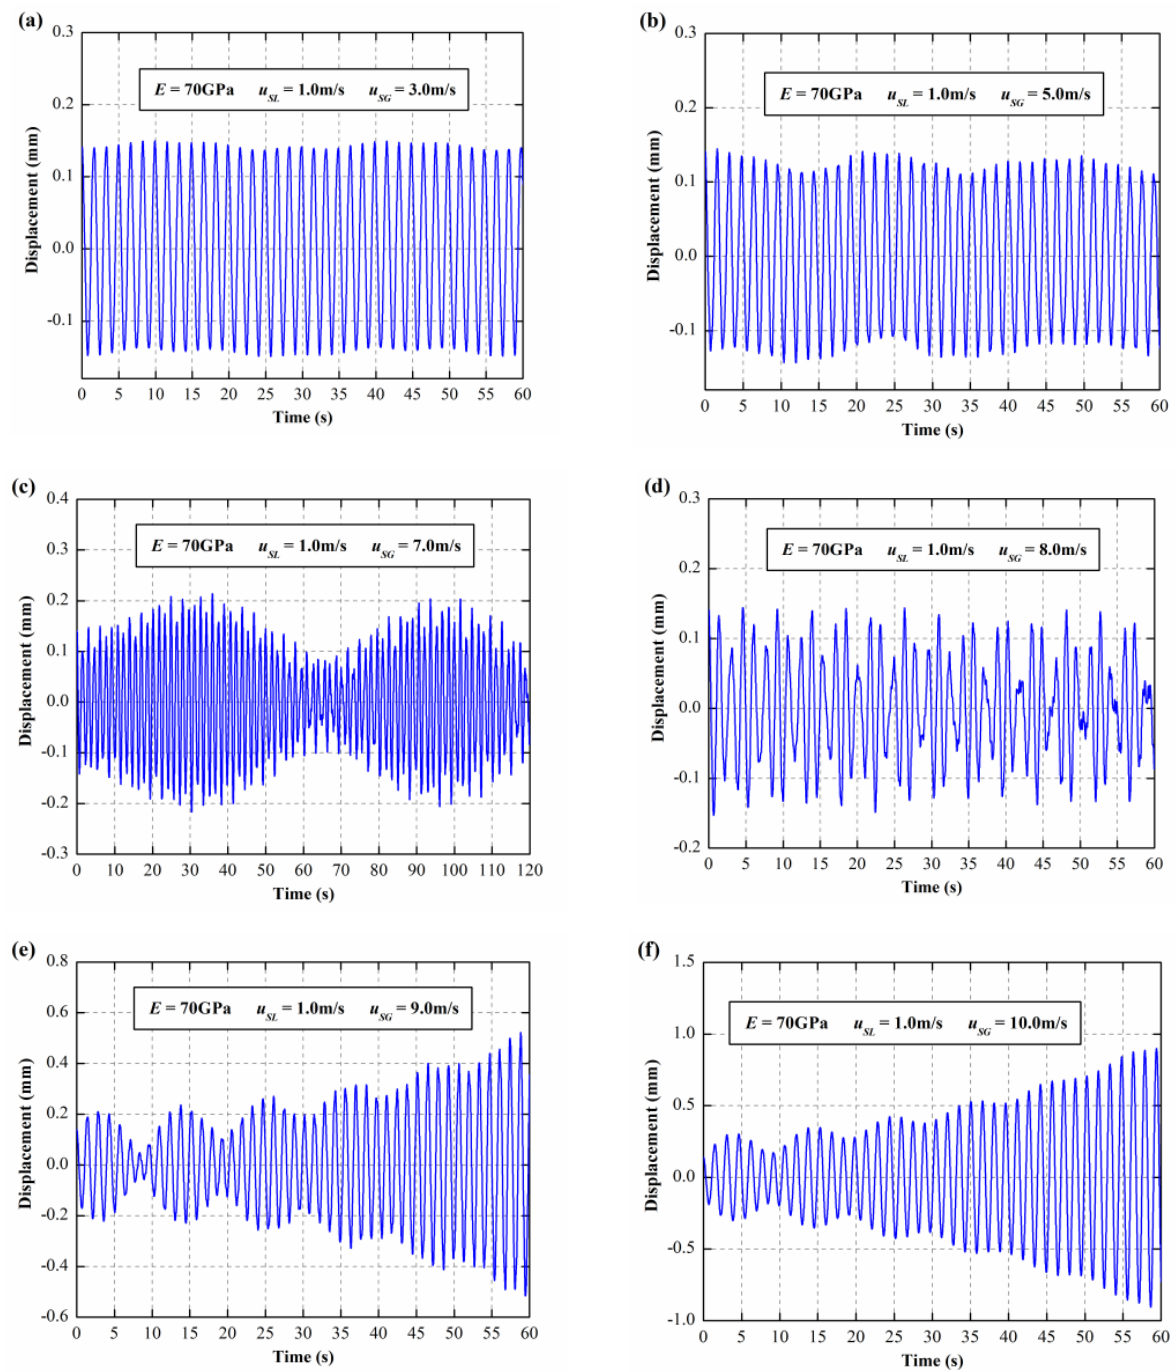 (a)
0.3
0.2
0.1
0.0
-0.1
Displacement (mm)
E = 70GPa u_SL = 1.0m/s u_SG = 3.0m/s
0 5 10 15 20 25 30 35 40 45 50 55 60
Time (s)
(b)
0.3
0.2
0.1
0.0
-0.1
Displacement (mm)
E = 70GPa u_SL = 1.0m/s u_SG = 5.0m/s
0 5 10 15 20 25 30 35 40 45 50 55 60
Time (s)
(c)
0.4
0.3
0.2
0.1
0.0
-0.1
-0.2
-0.3
Displacement (mm)
E = 70GPa u_SL = 1.0m/s u_SG = 7.0m/s
0 10 20 30 40 50 60 70 80 90 100 110 120
Time (s)
(d)
0.3
0.2
0.1
0.0
-0.1
-0.2
Displacement (mm)
E = 70GPa u_SL = 1.0m/s u_SG = 8.0m/s
0 5 10 15 20 25 30 35 40 45 50 55 60
Time (s)
(e)
0.8
0.6
0.4
0.2
0.0
-0.2
-0.4
-0.6
Displacement (mm)
E = 70GPa u_SL = 1.0m/s u_SG = 9.0m/s
0 5 10 15 20 25 30 35 40 45 50 55 60
Time (s)
(f)
1.5
1.0
0.5
0.0
-0.5
-1.0
Displacement (mm)
E = 70GPa u_SL = 1.0m/s u_SG = 10.0m/s
0 5 10 15 20 25 30 35 40 45 50 55 60
Time (s)